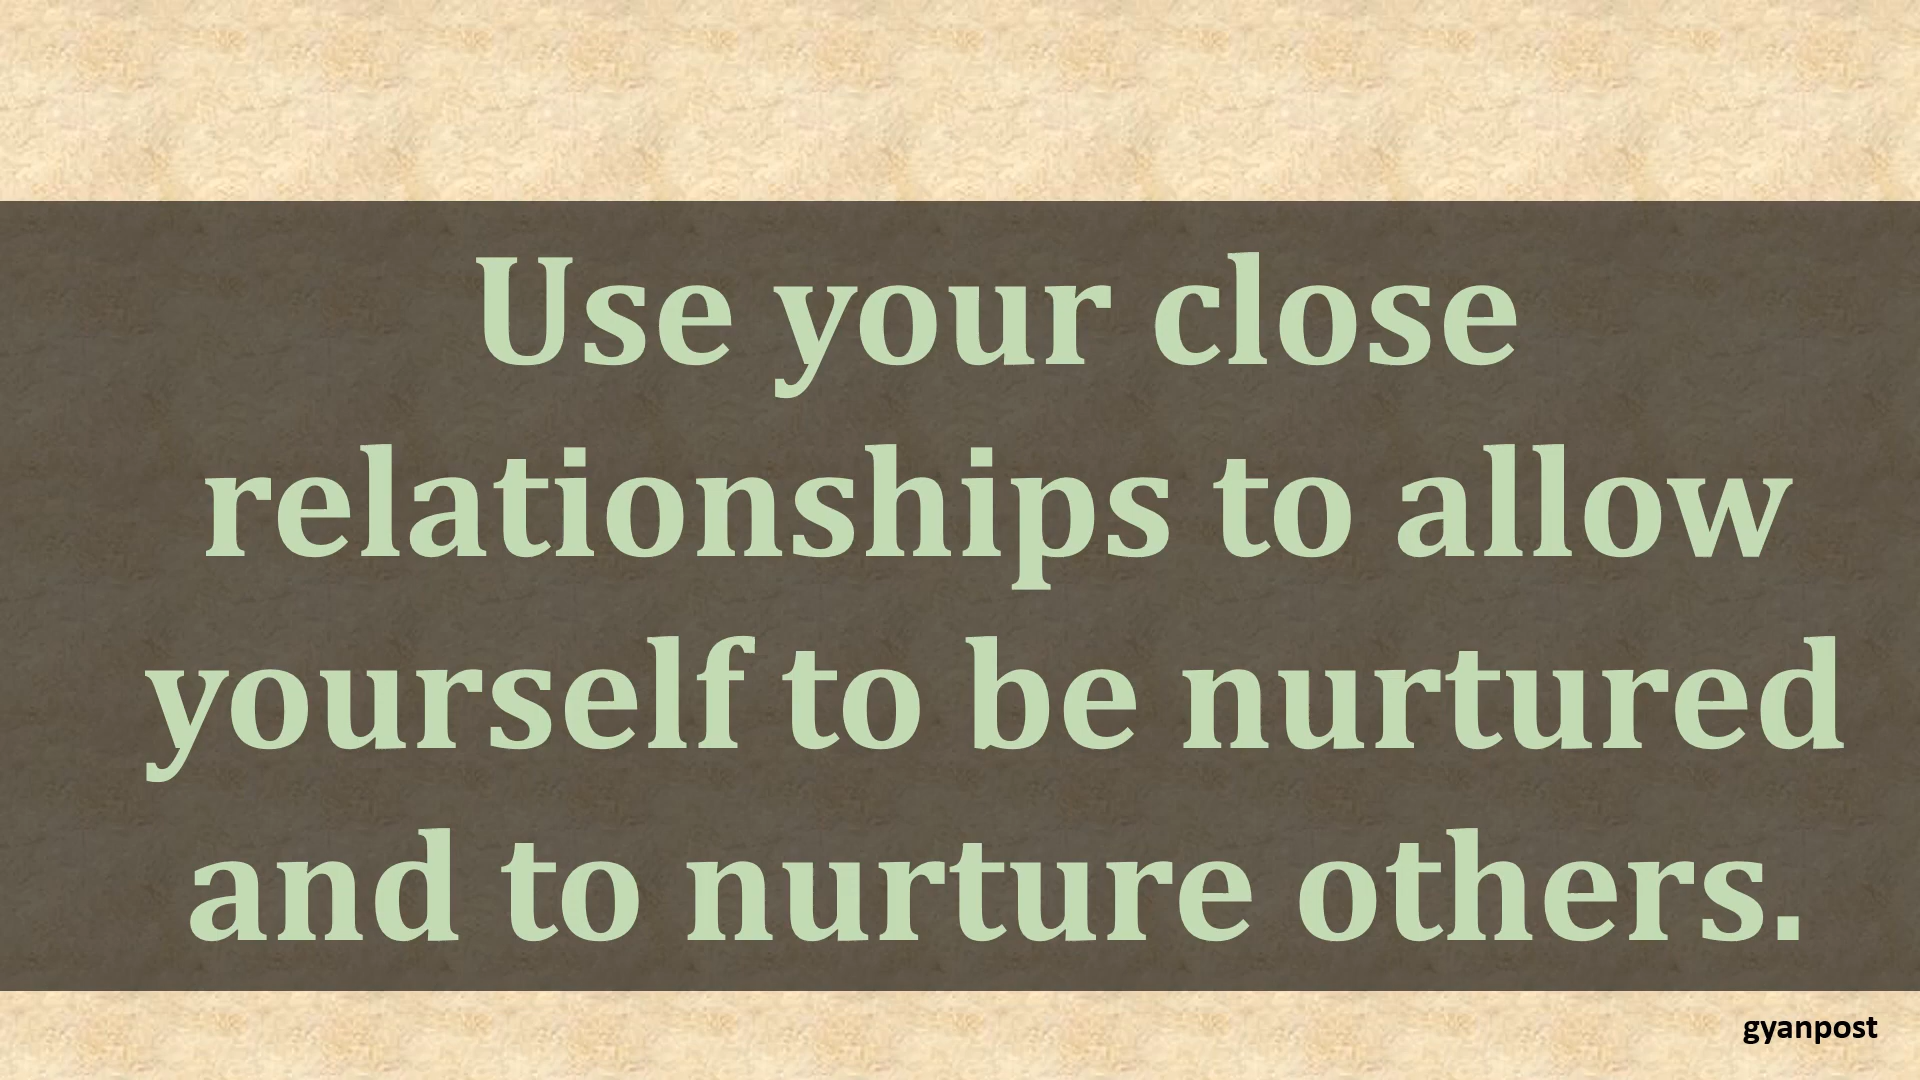 Use your close
relationships to allow
yourself to be nurtured
and to nurture others.
gyanpost